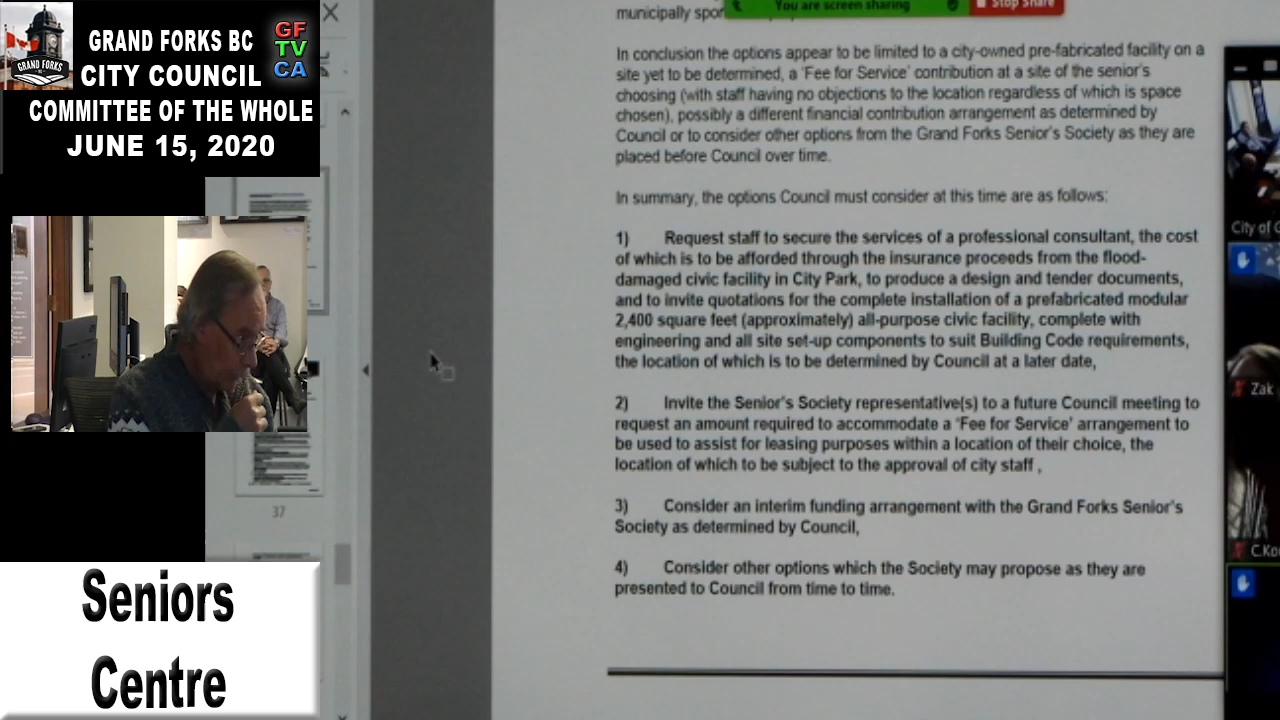 GRAND FORKS BC
CITY COUNCIL
COMMITTEE OF THE WHOLE
JUNE 15, 2020
GF
TV
CA
GRAND FORKS
37
Seniors
Centre
You are screen sharing
Stop Share
municipally
In conclusion the options appear to be limited to a city-owned pre-fabricated facility on a
site yet to be determined, a 'Fee for Service' contribution at a site of the senior's
choosing (with staff having no objections to the location regardless of which is space
chosen), possibly a different financial contribution arrangement as determined by
Council or to consider other options from the Grand Forks Senior's Society as they are
placed before Council over time.
In summary, the options Council must consider at this time are as follows:
1) Request staff to secure the services of a professional consultant, the cost
of which is to be afforded through the insurance proceeds from the flood-
damaged civic facility in City Park, to produce a design and tender documents,
and to invite quotations for the complete installation of a prefabricated modular
2,400 square feet (approximately) all-purpose civic facility, complete with
engineering and all site set-up components to suit Building Code requirements,
the location of which is to be determined by Council at a later date,
2) Invite the Senior's Society representative(s) to a future Council meeting to
request an amount required to accommodate a 'Fee for Service' arrangement to
be used to assist for leasing purposes within a location of their choice, the
location of which to be subject to the approval of city staff ,
3) Consider an interim funding arrangement with the Grand Forks Senior's
Society as determined by Council,
4) Consider other options which the Society may propose as they are
presented to Council from time to time.
City of
Zak